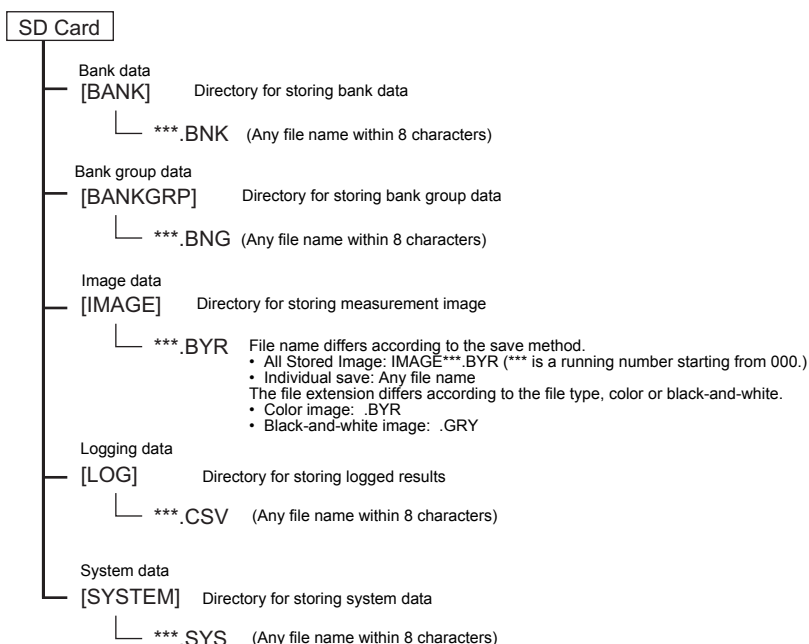 SD Card
Bank data
[BANK] Directory for storing bank data
***.BNK (Any file name within 8 characters)
Bank group data
[BANKGRP] Directory for storing bank group data
***.BNG (Any file name within 8 characters)
Image data
[IMAGE] Directory for storing measurement image
***.BYR File name differs according to the save method.
• All Stored Image: IMAGE***.BYR (*** is a running number starting from 000.)
• Individual save: Any file name
The file extension differs according to the file type, color or black-and-white.
• Color image: .BYR
• Black-and-white image: .GRY
Logging data
[LOG] Directory for storing logged results
***.CSV (Any file name within 8 characters)
System data
[SYSTEM] Directory for storing system data
***.SYS (Any file name within 8 characters)